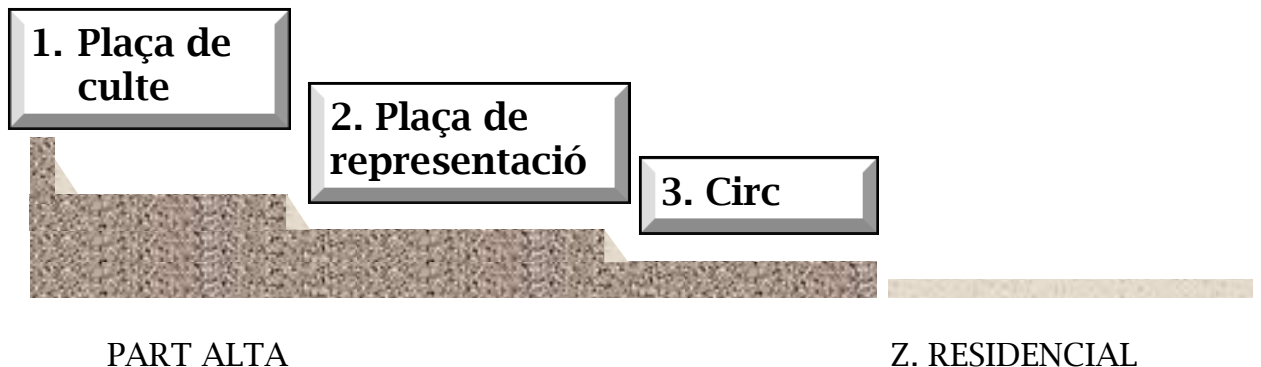 1. Plaça de
culte
2. Plaça de
representació
3. Circ
PART ALTA
Z. RESIDENCIAL